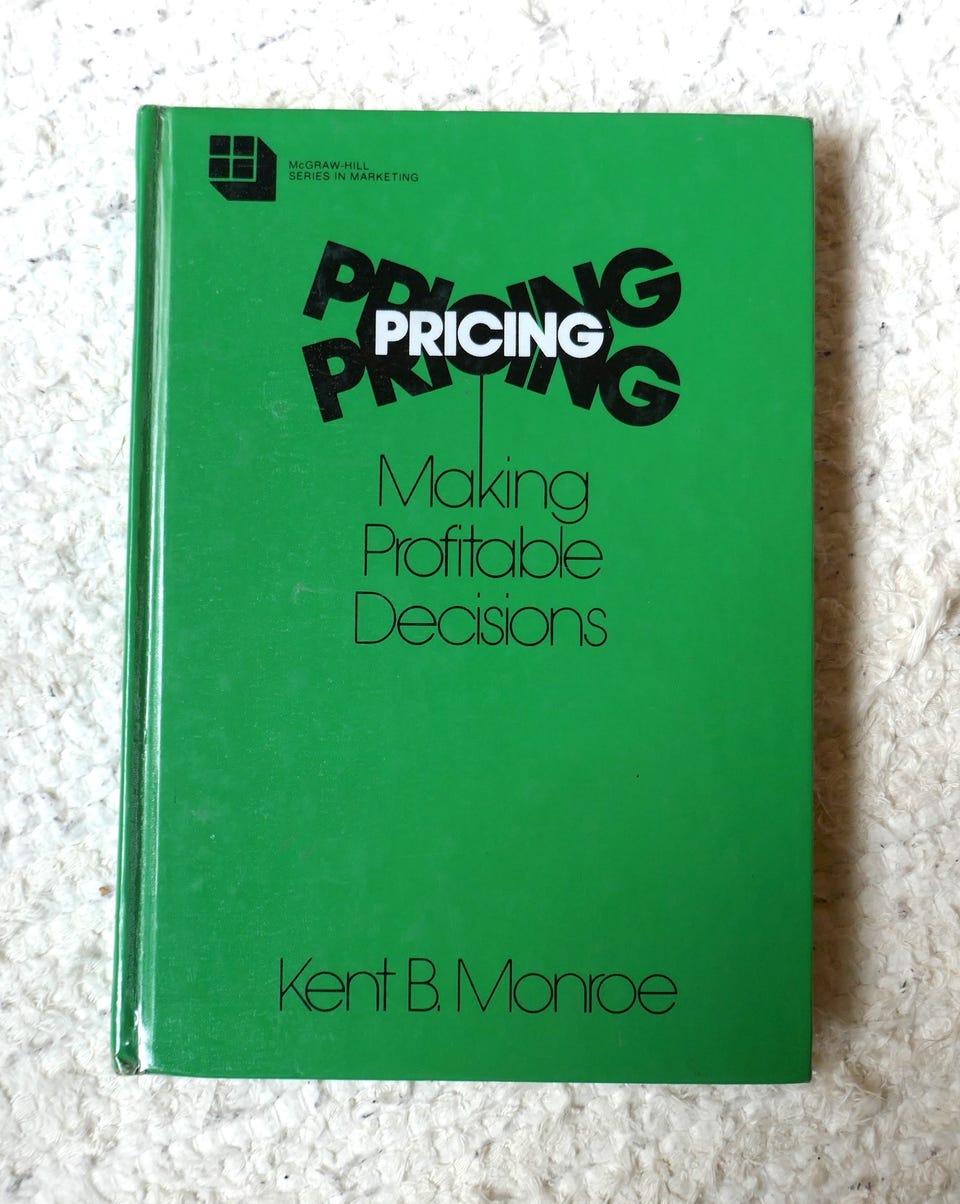 McGRAW-HILL
SERIES IN MARKETING
PRICING
PRICING
PRICING
Making
Profitable
Decisions
Kent B. Monroe